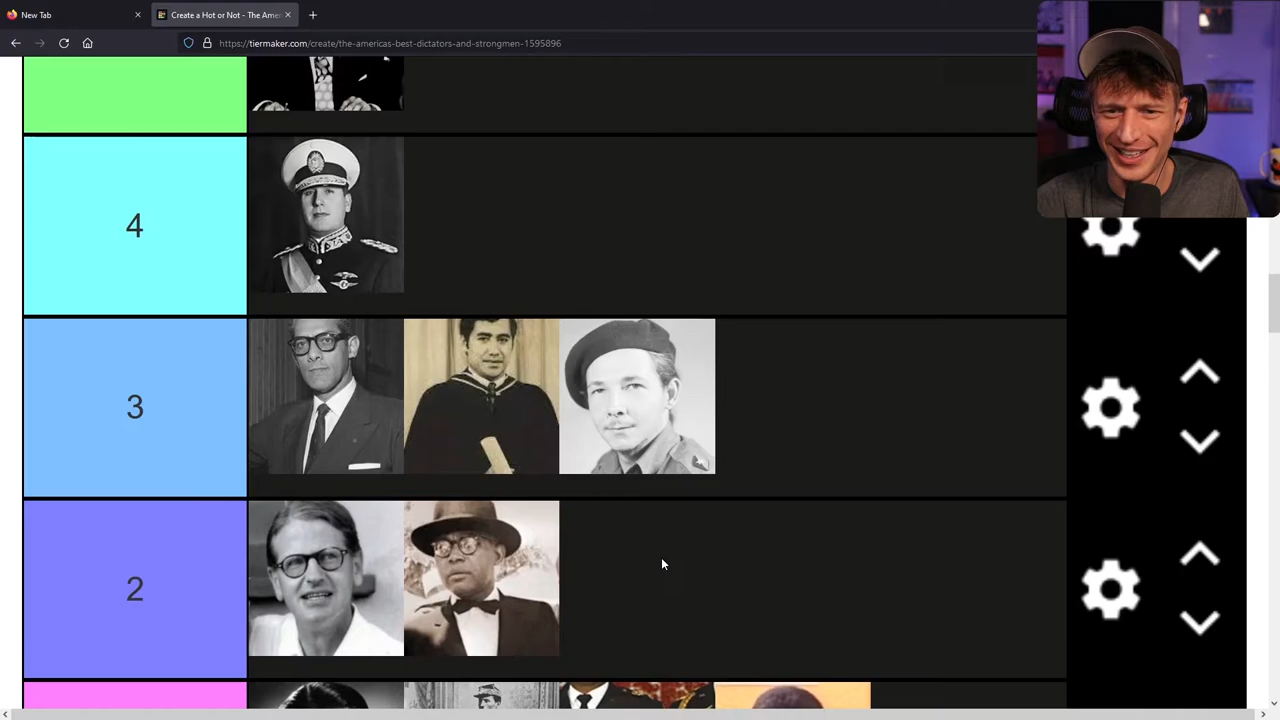 New Tab
Create a Hot or Not - The Ame
https://tiermaker.com/create/the-americas-best-dictators-and-strongmen-1595896
4
3
2